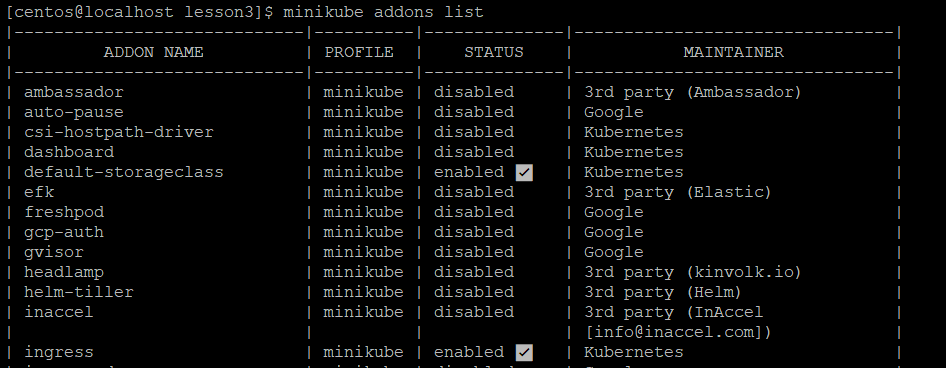 [centos@localhost lesson3]$ minikube addons list
|-----------------------------|----------|--------------|--------------------------------|
| ADDON NAME | PROFILE | STATUS | MAINTAINER |
|-----------------------------|----------|--------------|--------------------------------|
| ambassador | minikube | disabled | 3rd party (Ambassador) |
| auto-pause | minikube | disabled | Google |
| csi-hostpath-driver | minikube | disabled | Kubernetes |
| dashboard | minikube | disabled | Kubernetes |
| default-storageclass | minikube | enabled ✅ | Kubernetes |
| efk | minikube | disabled | 3rd party (Elastic) |
| freshpod | minikube | disabled | Google |
| gcp-auth | minikube | disabled | Google |
| gvisor | minikube | disabled | Google |
| headlamp | minikube | disabled | 3rd party (kinvolk.io) |
| helm-tiller | minikube | disabled | 3rd party (Helm) |
| inaccel | minikube | disabled | 3rd party (InAccel |
| | | | [info@inaccel.com]) |
| ingress | minikube | enabled ✅ | Kubernetes |